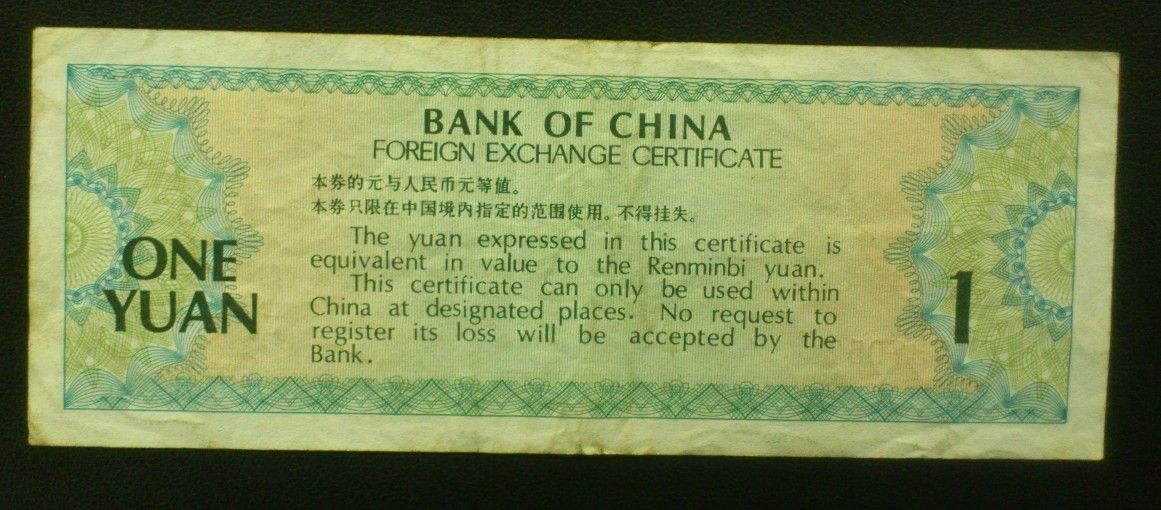 BANK OF CHINA
FOREIGN EXCHANGE CERTIFICATE
本券的元与人民币元等值。
本券只限在中国境内指定的范围使用。不得挂失。
The yuan expressed in this certificate is
equivalent in value to the Renminbi yuan.
This certificate can only be used within
China at designated places. No request to
register its loss will be accepted by the
Bank.
ONE
YUAN
1